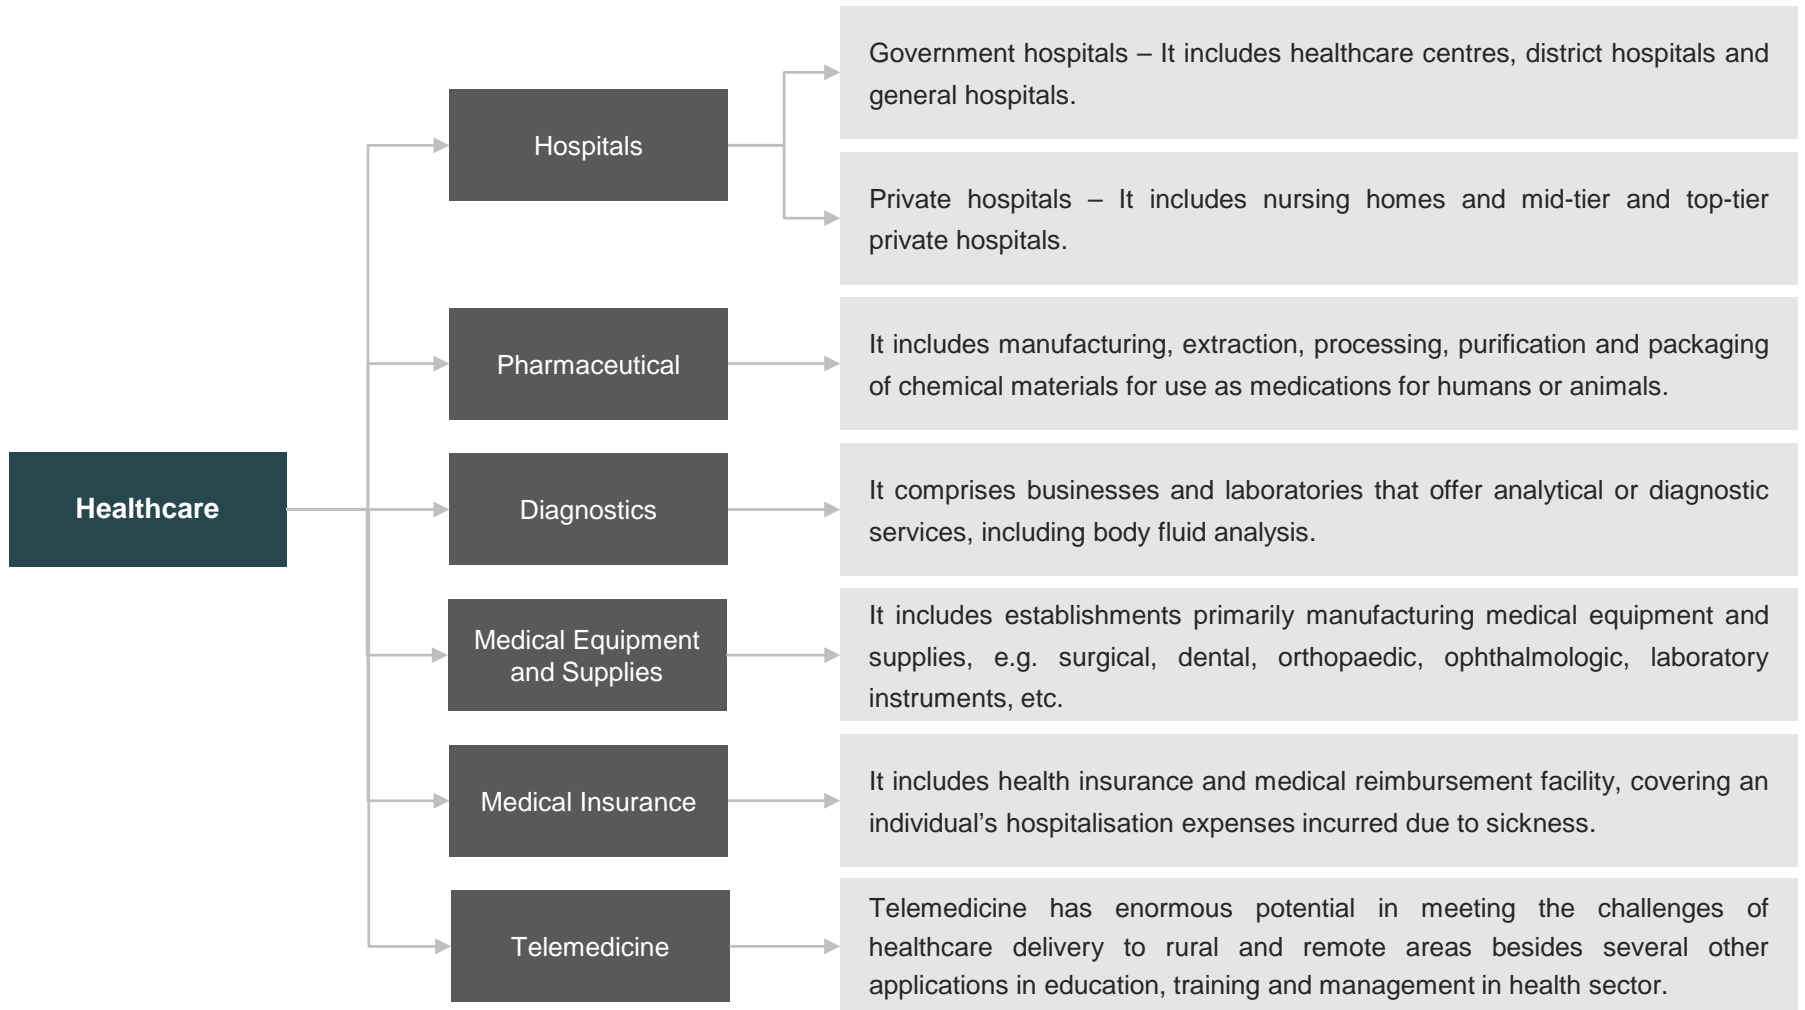 Government hospitals – It includes healthcare centres, district hospitals and
general hospitals.
Hospitals
Private hospitals – It includes nursing homes and mid-tier and top-tier
private hospitals.
Pharmaceutical
It includes manufacturing, extraction, processing, purification and packaging
of chemical materials for use as medications for humans or animals.
Healthcare
Diagnostics
It comprises businesses and laboratories that offer analytical or diagnostic
services, including body fluid analysis.
Medical Equipment
and Supplies
It includes establishments primarily manufacturing medical equipment and
supplies, e.g. surgical, dental, orthopaedic, ophthalmologic, laboratory
instruments, etc.
Medical Insurance
It includes health insurance and medical reimbursement facility, covering an
individual’s hospitalisation expenses incurred due to sickness.
Telemedicine
Telemedicine has enormous potential in meeting the challenges of
healthcare delivery to rural and remote areas besides several other
applications in education, training and management in health sector.